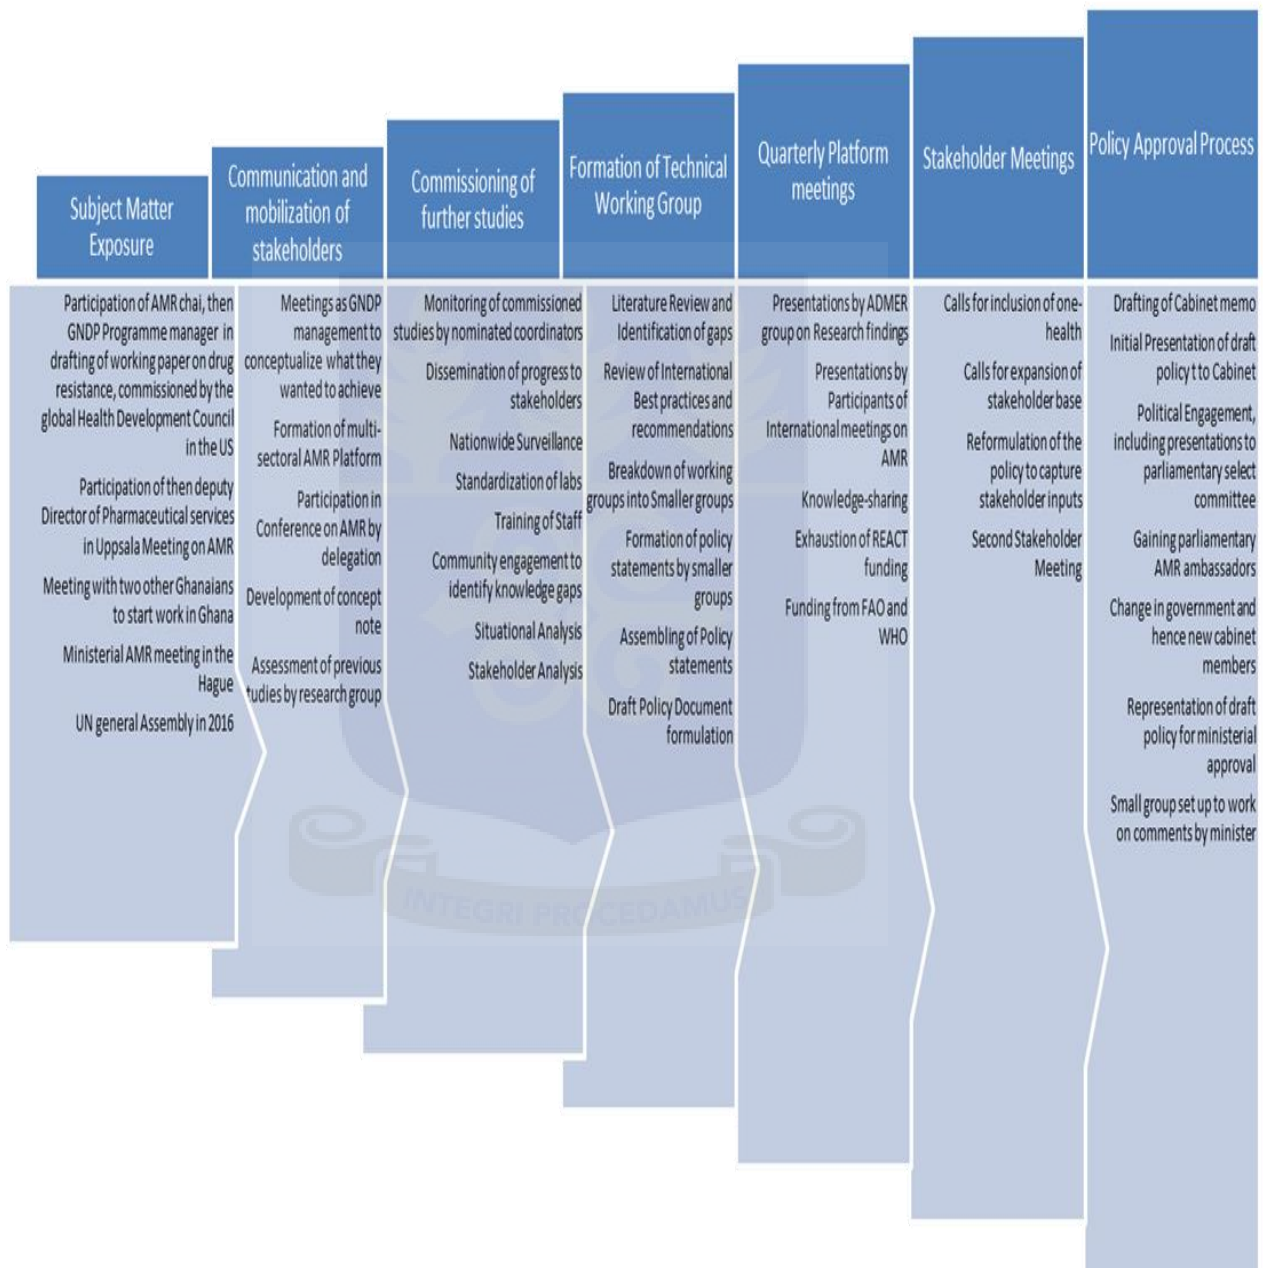 Subject Matter
Exposure
Participation of AMR chai, then
GNDP Programme manager in
drafting of working paper on drug
resistance, commissioned by the
global Health Development Council
in the US
Participation of then deputy
Director of Pharmaceutical services
in Uppsala Meeting on AMR
Meeting with two other Ghanaians
to start work in Ghana
Ministerial AMR meeting in the
Hague
UN general Assembly in 2016
Communication and
mobilization of
stakeholders
Meetings as GNDP
management to
conceptualize what they
wanted to achieve
Formation of multi-
sectoral AMR Platform
Participation in
Conference on AMR by
delegation
Development of concept
note
Assessment of previous
tudies by research group
Commissioning of
further studies
Monitoring of commissioned
studies by nominated coordinators
Dissemination of progress to
stakeholders
Nationwide Surveillance
Standardization of labs
Training of Staff
Community engagement to
identify knowledge gaps
Situational Analysis
Stakeholder Analysis
Formation of Technical
Working Group
Literature Review and
Identification of gaps
Review of International
Best practices and
recommendations
Breakdown of working
groups into Smaller groups
Formation of policy
statements by smaller
groups
Assembling of Policy
statements
Draft Policy Document
formulation
Quarterly Platform
meetings
Presentations by ADMER
group on Research findings
Presentations by
Participants of
International meetings on
AMR
Knowledge-sharing
Exhaustion of REACT
funding
Funding from FAO and
WHO
Stakeholder Meetings
Calls for inclusion of one-
health
Calls for expansion of
stakeholder base
Reformulation of the
policy to capture
stakeholder inputs
Second Stakeholder
Meeting
Policy Approval Process
Drafting of Cabinet memo
Initial Presentation of draft
policy t to Cabinet
Political Engagement,
including presentations to
parliamentary select
committee
Gaining parliamentary
AMR ambassadors
Change in government and
hence new cabinet
members
Representation of draft
policy for ministerial
approval
Small group set up to work
on comments by minister
INTEGRI PROCEDAMUS